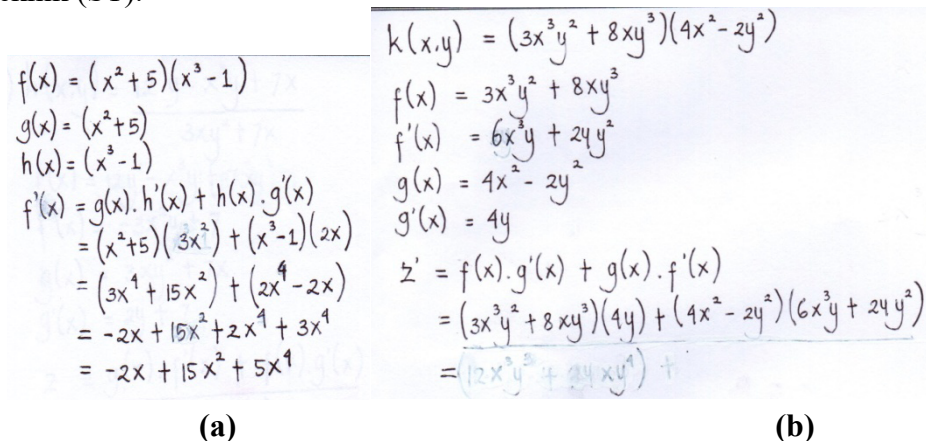 f(x) = (x² + 5)(x³ - 1)
g(x) = (x²+5)
h(x) = (x³-1)
f'(x) = g(x).h'(x) + h(x).g'(x)
= (x²+5)(3x²) + (x³-1)(2x)
= (3x⁴ + 15x²) + (2x⁴ - 2x)
= -2x + 15x² + 2x⁴ + 3x⁴
= -2x + 15x² + 5x⁴
(a)
k(x,y) = (3x³y² + 8xy³)(4x² - 2y²)
f(x) = 3x³y² + 8xy³
f'(x) = 6x³y + 24y²
g(x) = 4x² - 2y²
g'(x) = 4y
z' = f(x).g'(x) + g(x).f'(x)
= (3x³y² + 8xy³)(4y) + (4x² - 2y²)(6x³y + 24y²)
= (12x³y³ + 24xy⁴) +
(b)